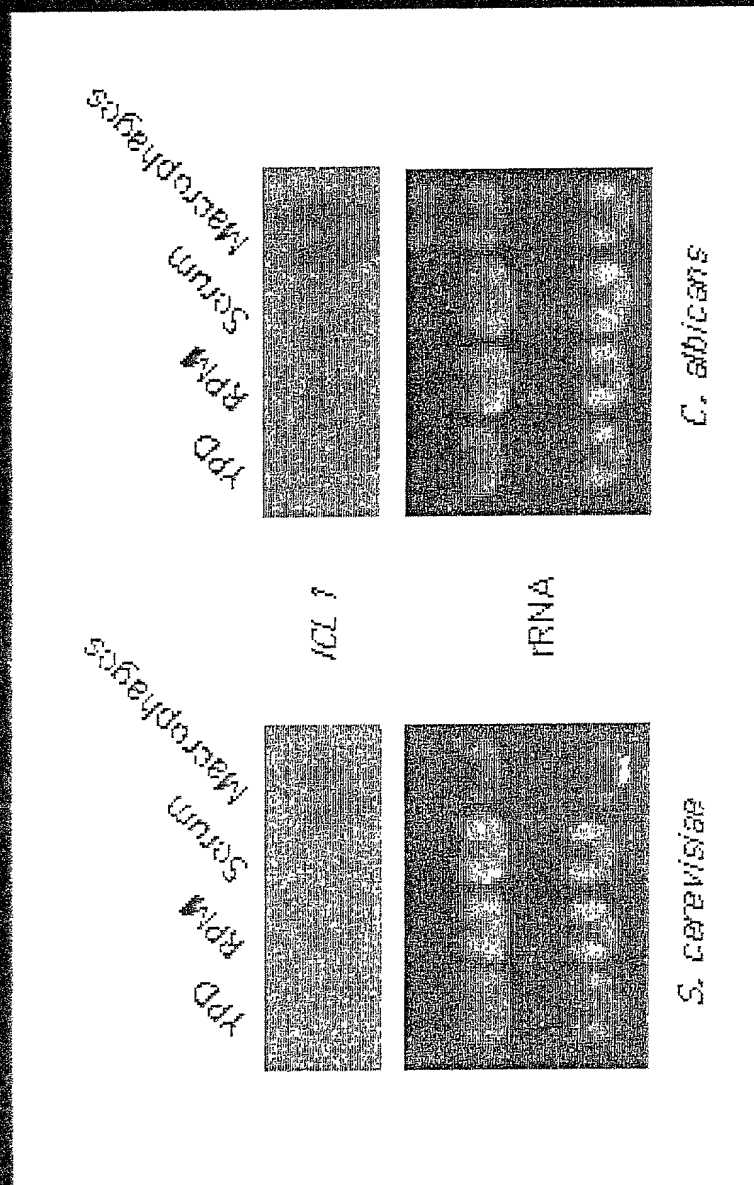 YPD RPMI Serum Macrophages YPD RPMI Serum Macrophages
ICL1
rRNA
S. cerevisiae C. albicans